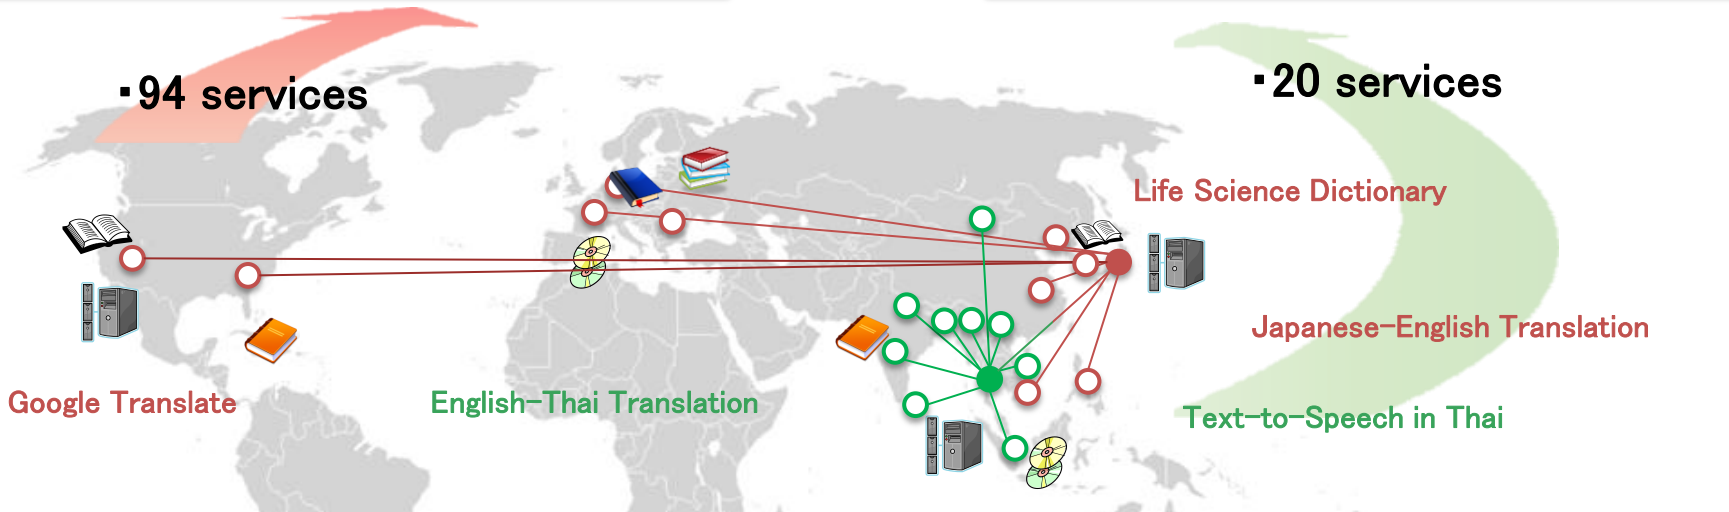 ▪94 services
▪20 services
Life Science Dictionary
Japanese-English Translation
Google Translate
English-Thai Translation
Text-to-Speech in Thai